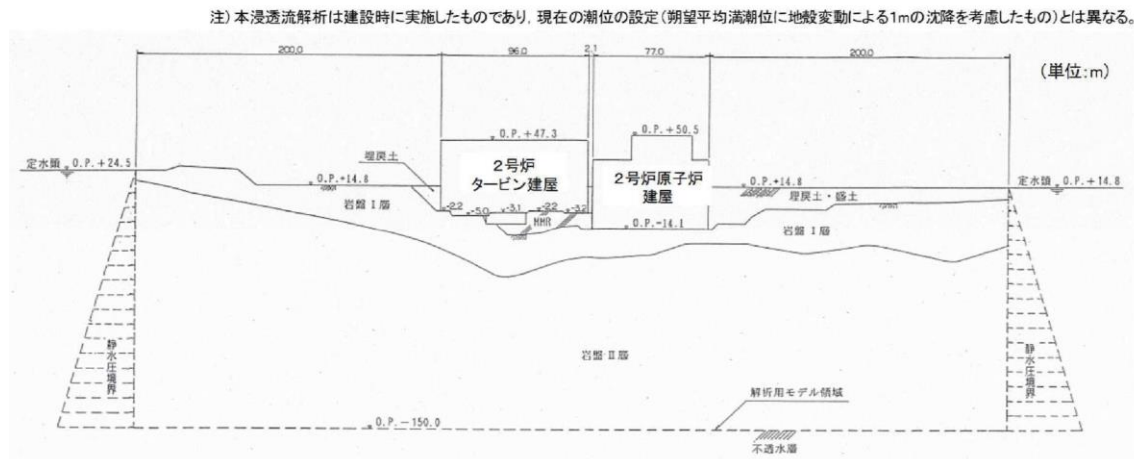 注）本浸透流解析は建設時に実施したものであり，現在の潮位の設定（朔望平均満潮位に地殻変動による1mの沈降を考慮したもの）とは異なる。
200.0 96.0 2.1 77.0 200.0
（単位:m）
O.P.+47.3
O.P.+50.5
定水頭 O.P.+24.5
埋戻土
2号炉
タービン建屋
2号炉原子炉
建屋
O.P.+14.8
O.P.+14.8
定水頭 O.P.+14.8
岩盤Ⅰ層
埋戻土・盛土
-2.2 -5.0 -3.1 -2.2 -3.2
MMR
O.P.-14.1
岩盤Ⅰ層
静水圧境界
岩盤Ⅱ層
静水圧境界
解析用モデル領域
O.P.-150.0
不透水層